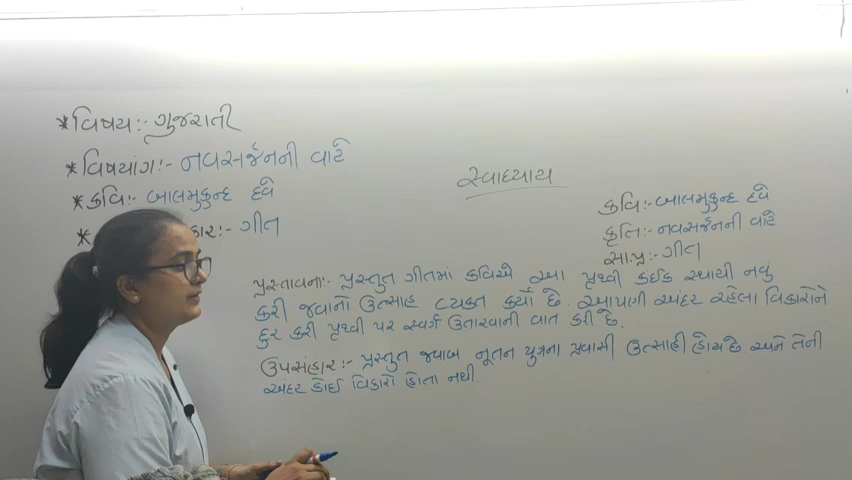 * વિષય:- ગુજરાતી
* વિષયાંગ:- નવસર્જનની વાટે
* કવિ:- બાલમુકુન્દ દવે
* કાર:- ગીત
સ્વાધ્યાય
કવિ:- બાલમુકુન્દ દવે
કૃતિ:- નવસર્જનની વાટે
સા.પ્ર:- ગીત
પ્રસ્તાવના:- પ્રસ્તુત ગીતમાં કવિએ આ પૃથ્વી કઈક સ્થાયી નવું
કરી જવાનો ઉત્સાહ વ્યક્ત કર્યો છે. આપણી અંદર રહેલા વિકારોને
દુર કરી પૃથ્વી પર સ્વર્ગ ઉતારવાની વાત કરી છે.
ઉપસંહાર:- પ્રસ્તુત જવાબ નૂતન યુગના પ્રવાસી ઉત્સાહી હોય છે અને તેની
અંદર કોઈ વિકારો હોતા નથી.